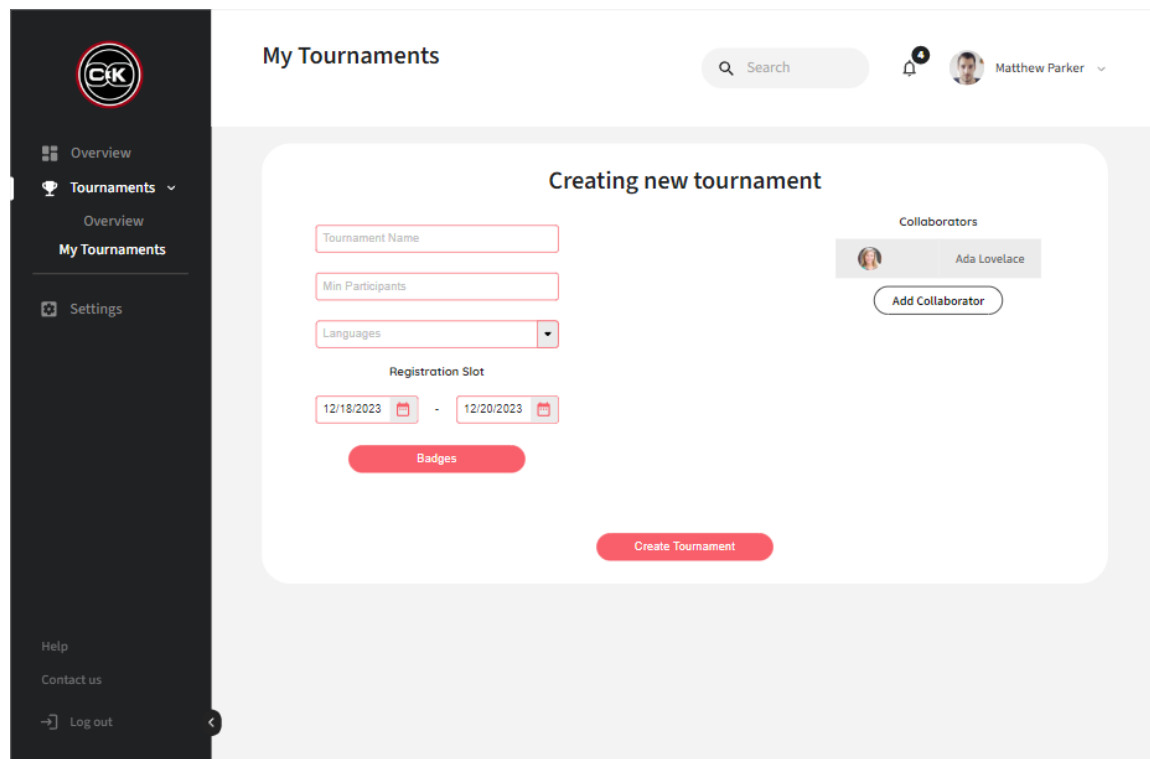 C&K
My Tournaments
Search
4
Matthew Parker
Overview
Tournaments
Overview
My Tournaments
Settings
Help
Contact us
Log out
Creating new tournament
Tournament Name
Min Participants
Languages
Registration Slot
12/18/2023 - 12/20/2023
Badges
Collaborators
Ada Lovelace
Add Collaborator
Create Tournament